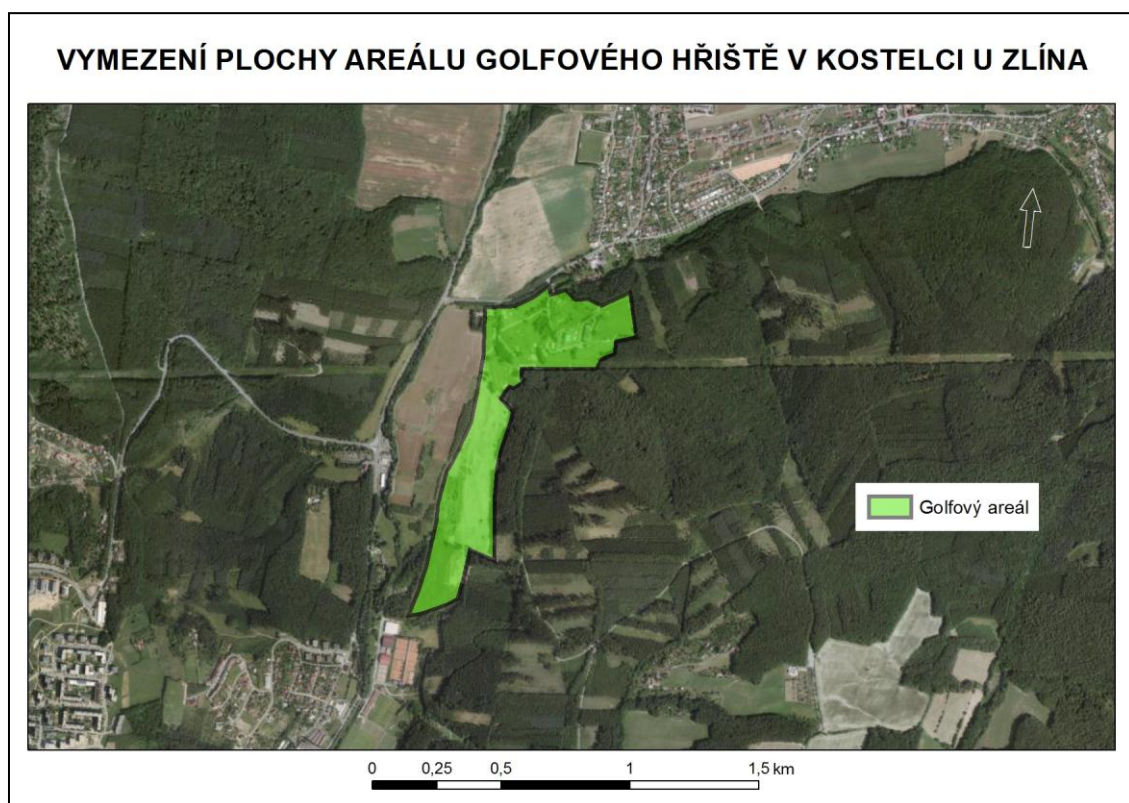 VYMEZENÍ PLOCHY AREÁLU GOLFOVÉHO HŘIŠTĚ V KOSTELCI U ZLÍNA
Golfový areál
0 0,25 0,5 1 1,5 km